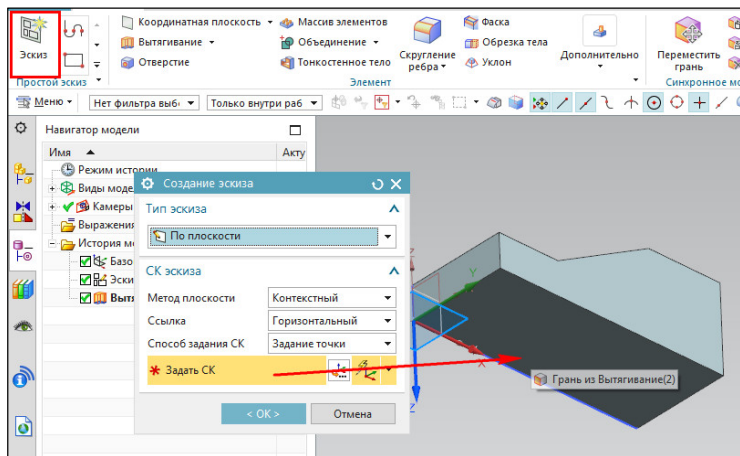 Координатная плоскость
Массив элементов
Фаска
Вытягивание
Объединение
Обрезка тела
Эскиз
Отверстие
Тонкостенное тело
Скругление
ребра
Уклон
Дополнительно
Переместить
грань
Простой эскиз
Элемент
Синхронное мо
Меню
Нет фильтра выб
Только внутри раб
Навигатор модели
Имя
Акту
Режим истории
Виды моде
Камеры
Выражения
История м
Базо
Эски
Вытя
Создание эскиза
Тип эскиза
По плоскости
СК эскиза
Метод плоскости
Контекстный
Ссылка
Горизонтальный
Способ задания СК
Задание точки
* Задать СК
< OK >
Отмена
Z
Y
X
Z
Грань из Вытягивание(2)